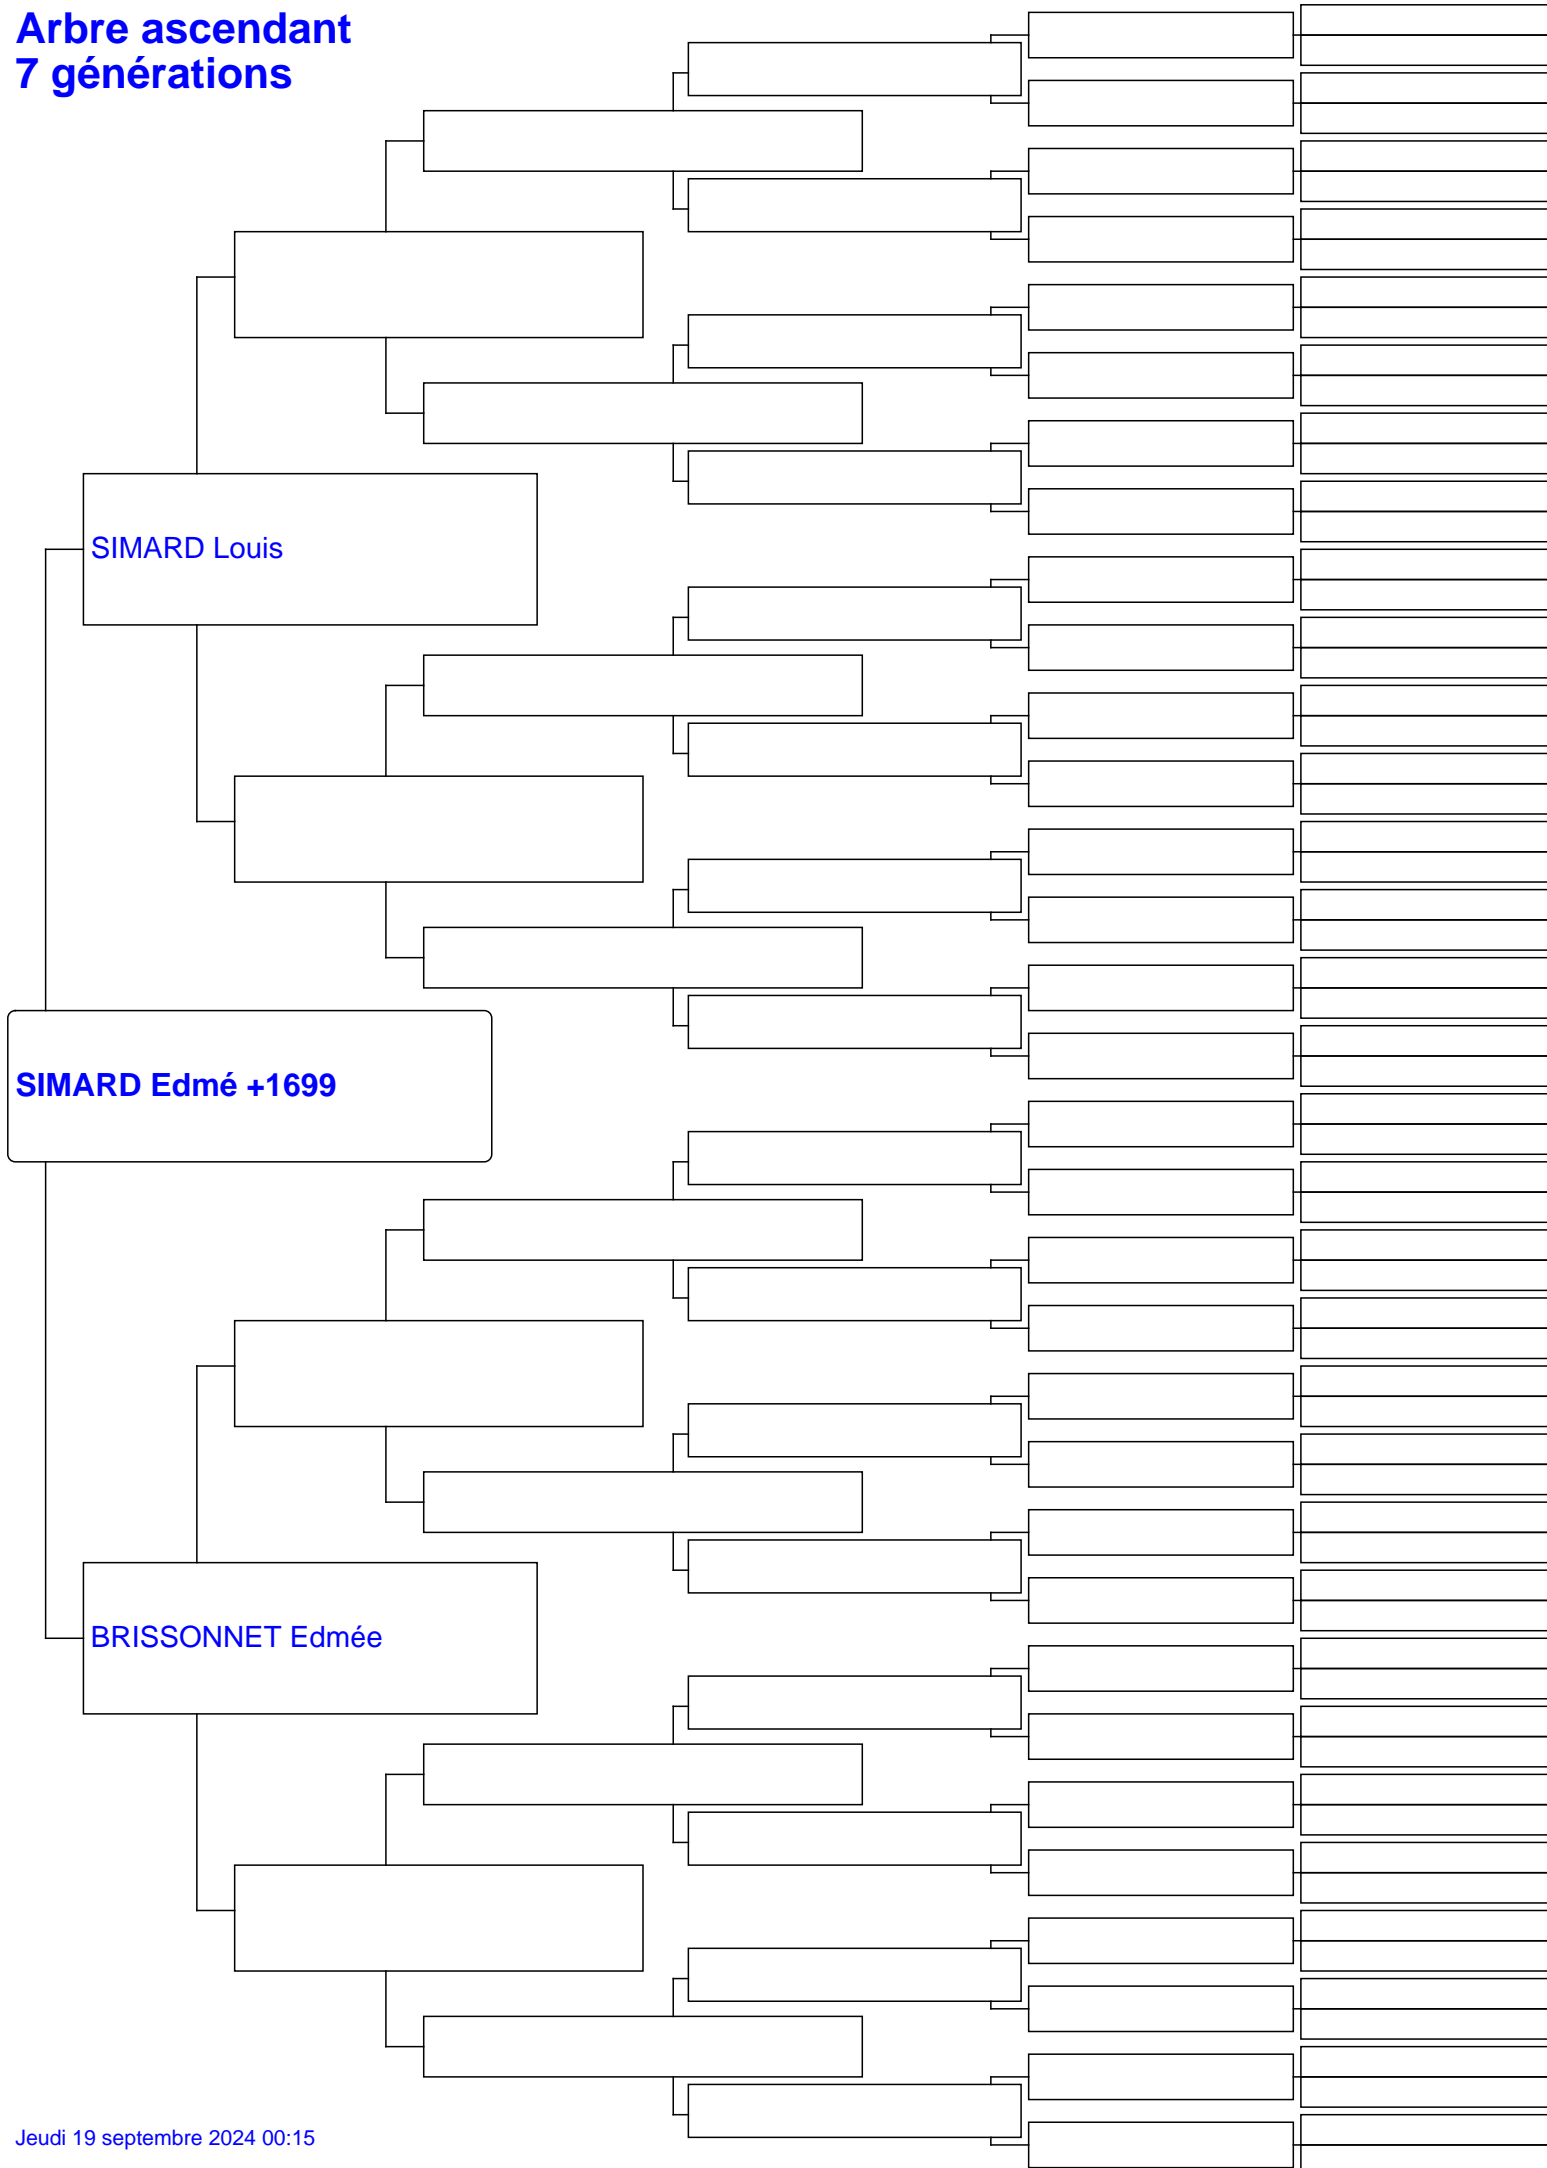 Arbre ascendant
7 générations
SIMARD Louis
SIMARD Edmé +1699
BRISSONNET Edmée
Jeudi 19 septembre 2024 00:15